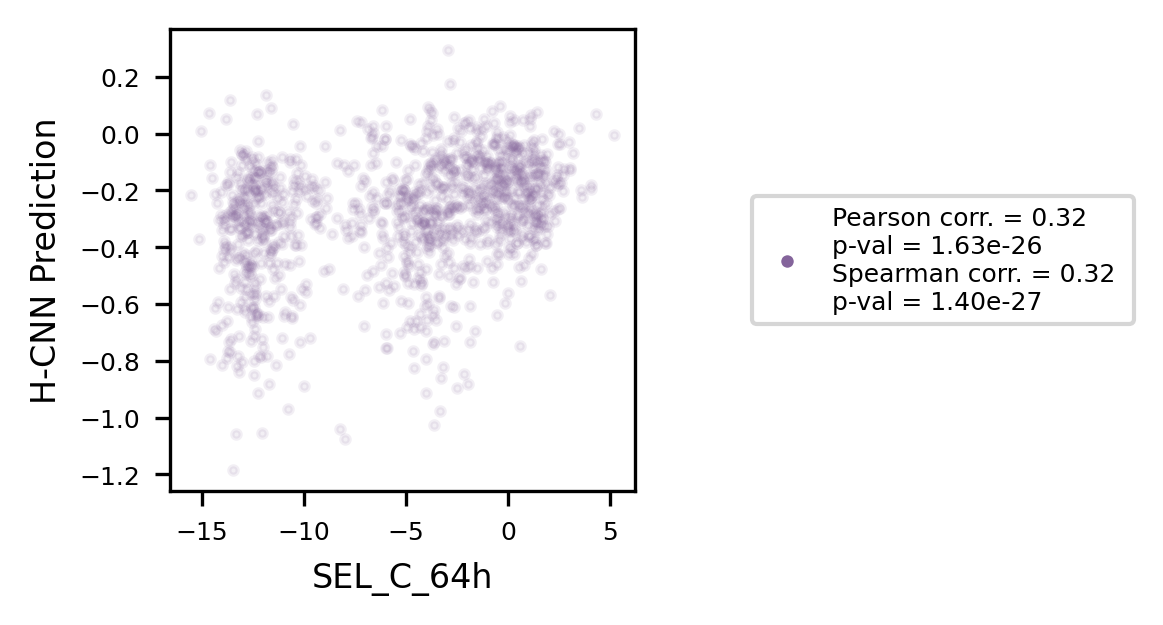 0.2
0.0
−0.2
−0.4
−0.6
−0.8
−1.0
−1.2
H-CNN Prediction
−15
−10
−5
0
5
SEL_C_64h
Pearson corr. = 0.32
p-val = 1.63e-26
Spearman corr. = 0.32
p-val = 1.40e-27